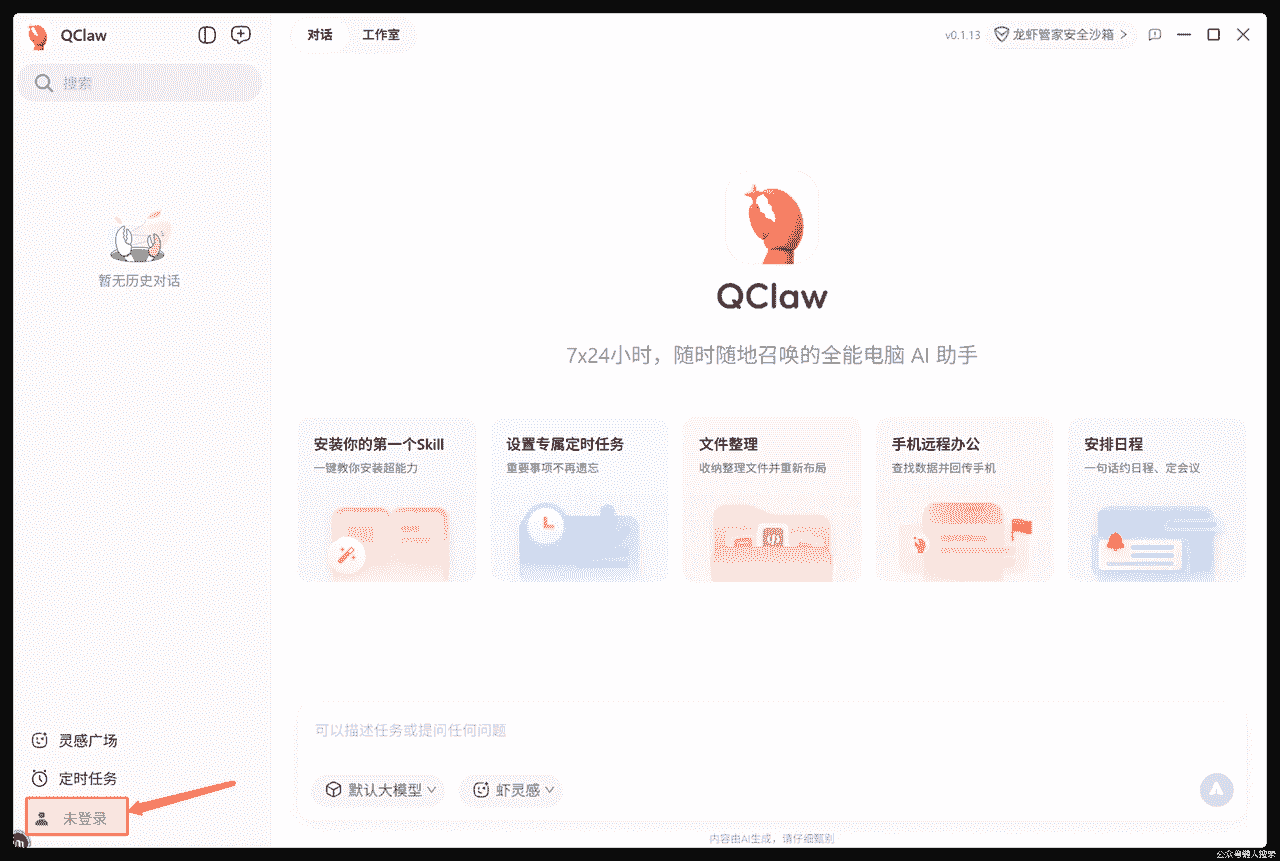 QClaw
对话
工作室
v0.1.13
龙虾管家安全沙箱
搜索
暂无历史对话
QClaw
7x24小时，随时随地召唤的全能电脑 AI 助手
安装你的第一个Skill
一键教你安装超能力
设置专属定时任务
重要事项不再遗忘
文件整理
收纳整理文件并重新布局
手机远程办公
查找数据并回传手机
安排日程
一句话约日程、定会议
可以描述任务或提问任何问题
默认大模型
虾灵感
灵感广场
定时任务
未登录
内容由AI生成，请仔细甄别